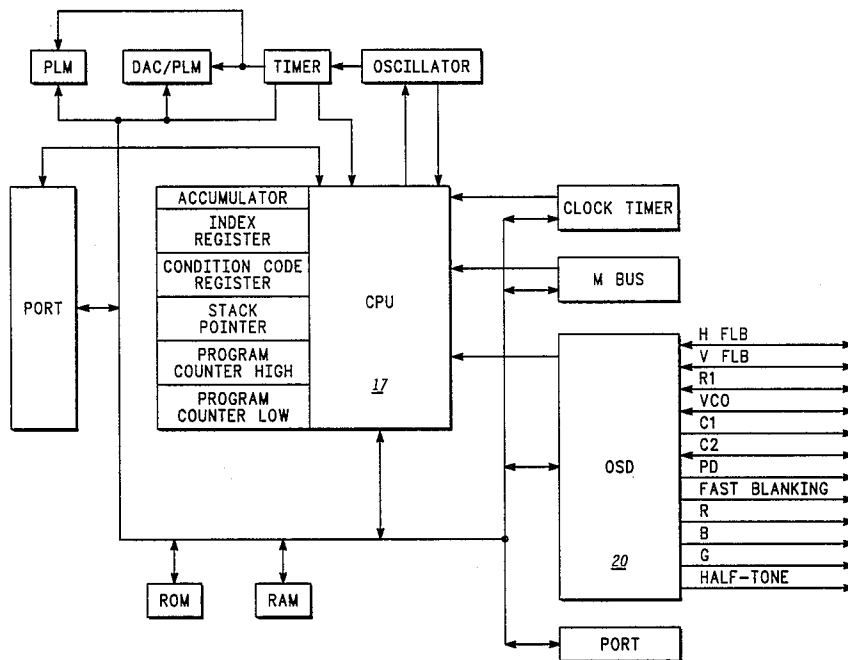 PLM
DAC/PLM
TIMER
OSCILLATOR
PORT
ACCUMULATOR
INDEX
REGISTER
CONDITION CODE
REGISTER
STACK
POINTER
PROGRAM
COUNTER HIGH
PROGRAM
COUNTER LOW
CPU
17
CLOCK TIMER
M BUS
OSD
20
H FLB
V FLB
R1
VCO
C1
C2
PD
FAST BLANKING
R
B
G
HALF-TONE
ROM
RAM
PORT